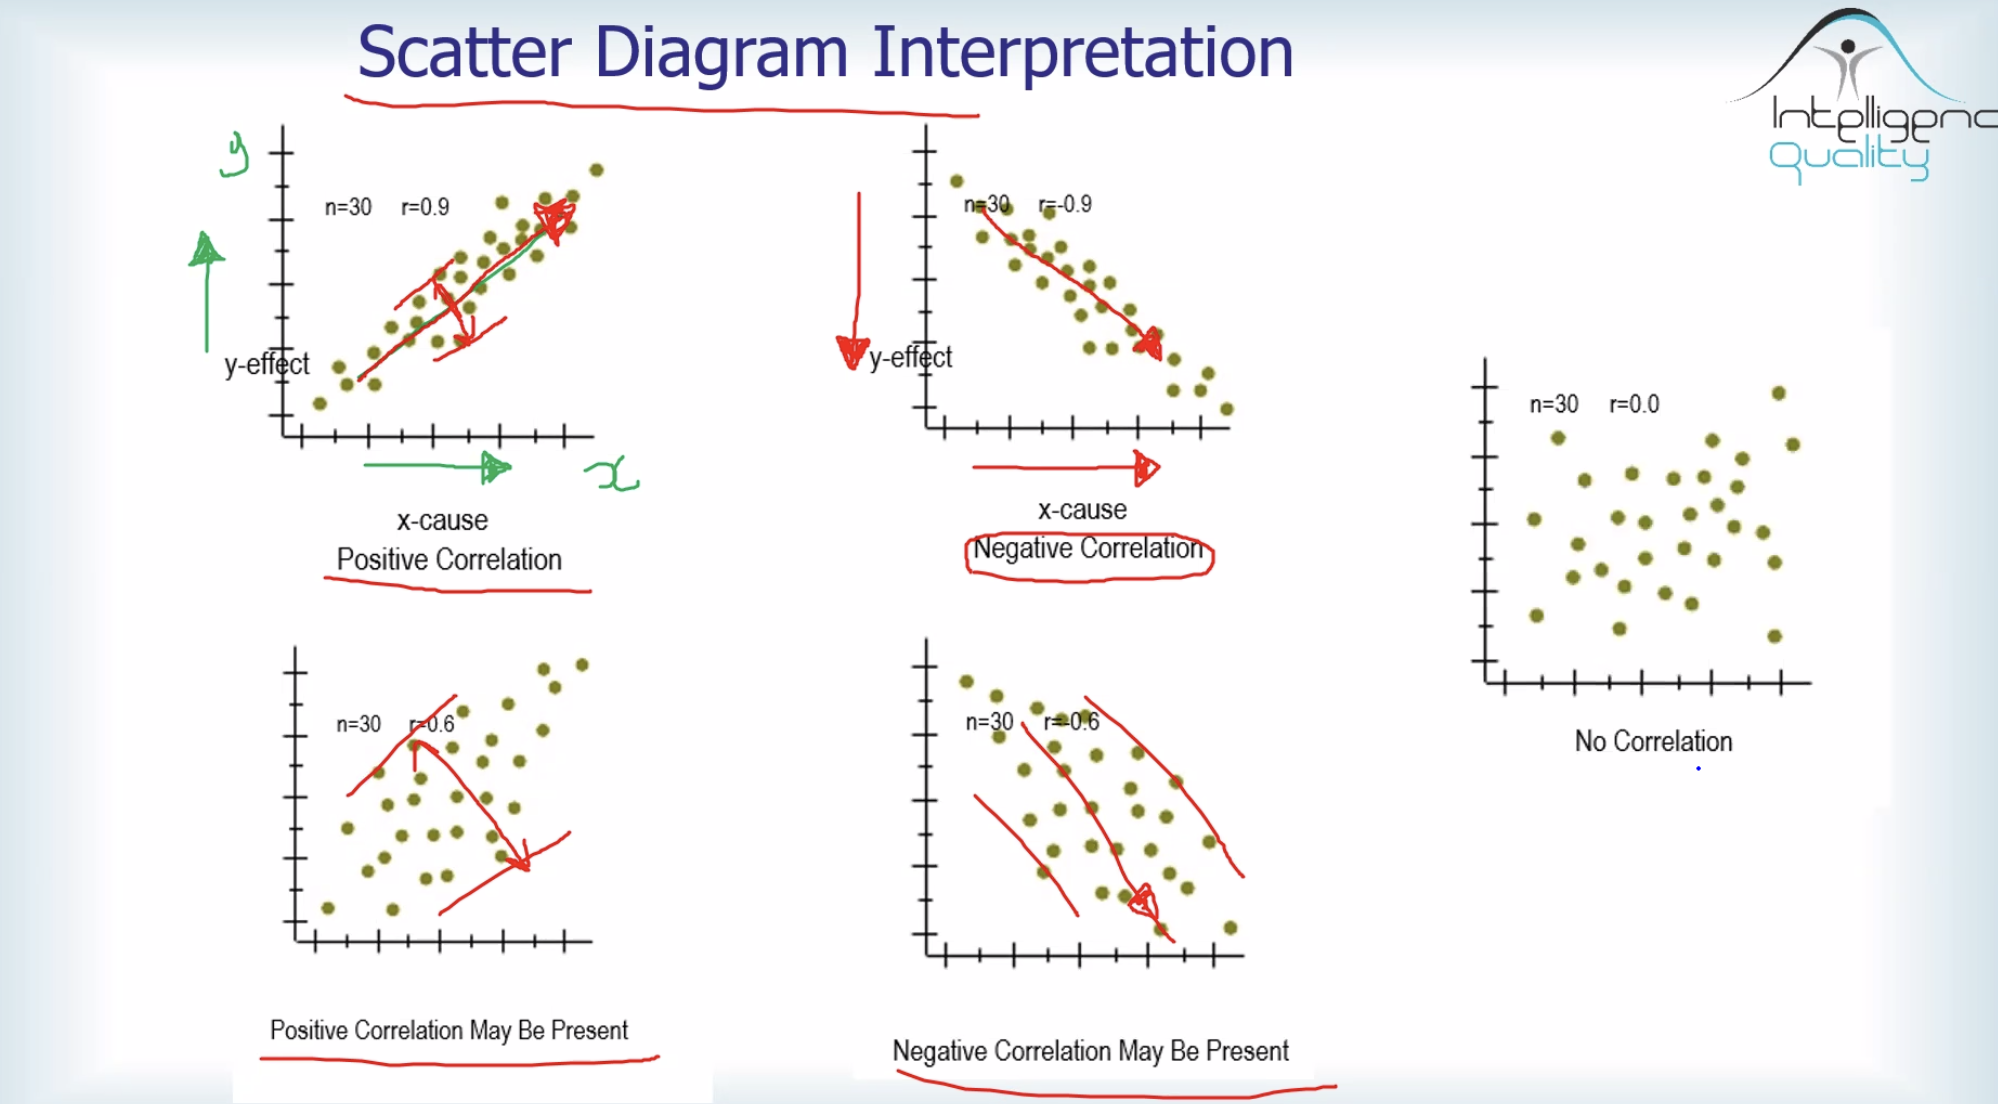 Scatter Diagram Interpretation
Intelligenc
Quality
y
n=30 r=0.9
y-effect
x
x-cause
Positive Correlation
n=30 r=-0.9
y-effect
x-cause
Negative Correlation
n=30 r=0.0
No Correlation
n=30 r=0.6
Positive Correlation May Be Present
n=30 r=-0.6
Negative Correlation May Be Present